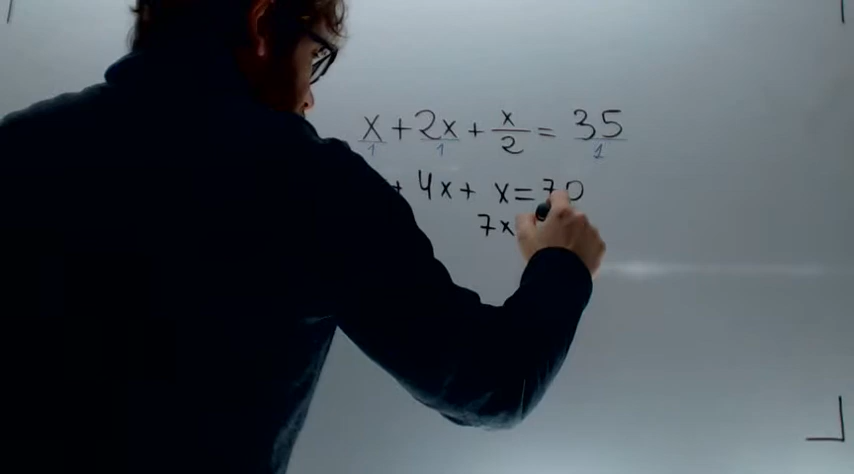 x/1 + 2x/1 + x/2 = 35/1
+ 4x + x = 70
7x